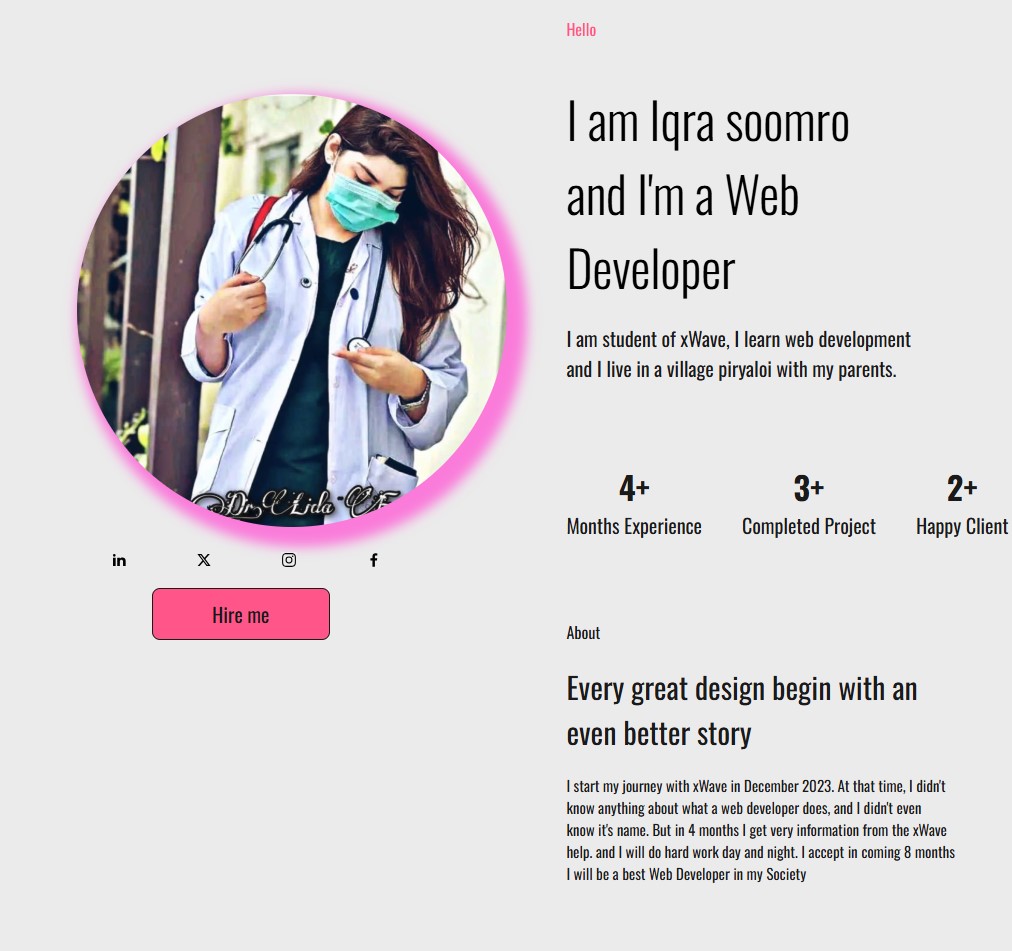 Hello
I am Iqra soomro
and I'm a Web
Developer
I am student of xWave, I learn web development
and I live in a village piryaloi with my parents.
4+
3+
2+
Months Experience
Completed Project
Happy Client
Dr Lida
in
X
f
Hire me
About
Every great design begin with an
even better story
I start my journey with xWave in December 2023. At that time, I didn't
know anything about what a web developer does, and I didn't even
know it's name. But in 4 months I get very information from the xWave
help. and I will do hard work day and night. I accept in coming 8 months
I will be a best Web Developer in my Society